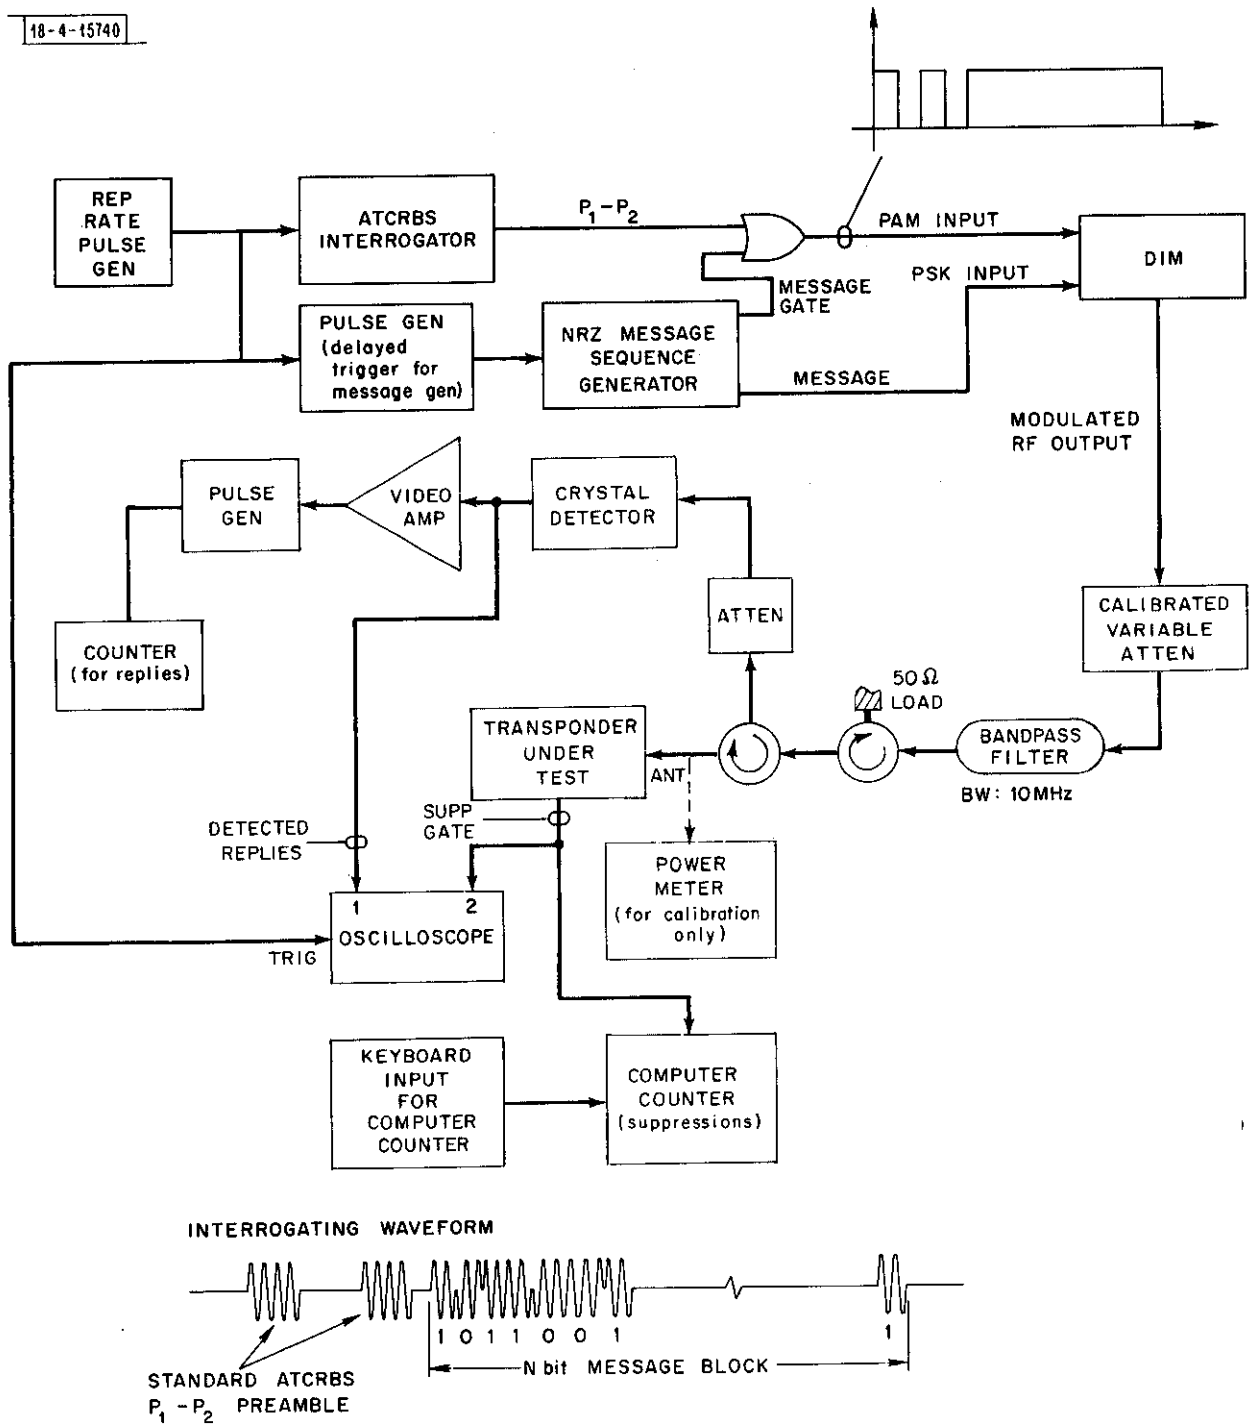 18-4-15740
REP
RATE
PULSE
GEN
ATCRBS
INTERROGATOR
P1-P2
PAM INPUT
DIM
PSK INPUT
MESSAGE
GATE
PULSE GEN
(delayed
trigger for
message gen)
NRZ MESSAGE
SEQUENCE
GENERATOR
MESSAGE
MODULATED
RF OUTPUT
PULSE
GEN
VIDEO
AMP
CRYSTAL
DETECTOR
ATTEN
CALIBRATED
VARIABLE
ATTEN
COUNTER
(for replies)
50Ω
LOAD
TRANSPONDER
UNDER
TEST
ANT
BANDPASS
FILTER
BW: 10MHz
SUPP
GATE
DETECTED
REPLIES
POWER
METER
(for calibration
only)
1 2
OSCILLOSCOPE
TRIG
KEYBOARD
INPUT
FOR
COMPUTER
COUNTER
COMPUTER
COUNTER
(suppressions)
INTERROGATING WAVEFORM
1 0 1 1 0 0 1 1
N bit MESSAGE BLOCK
STANDARD ATCRBS
P1-P2 PREAMBLE